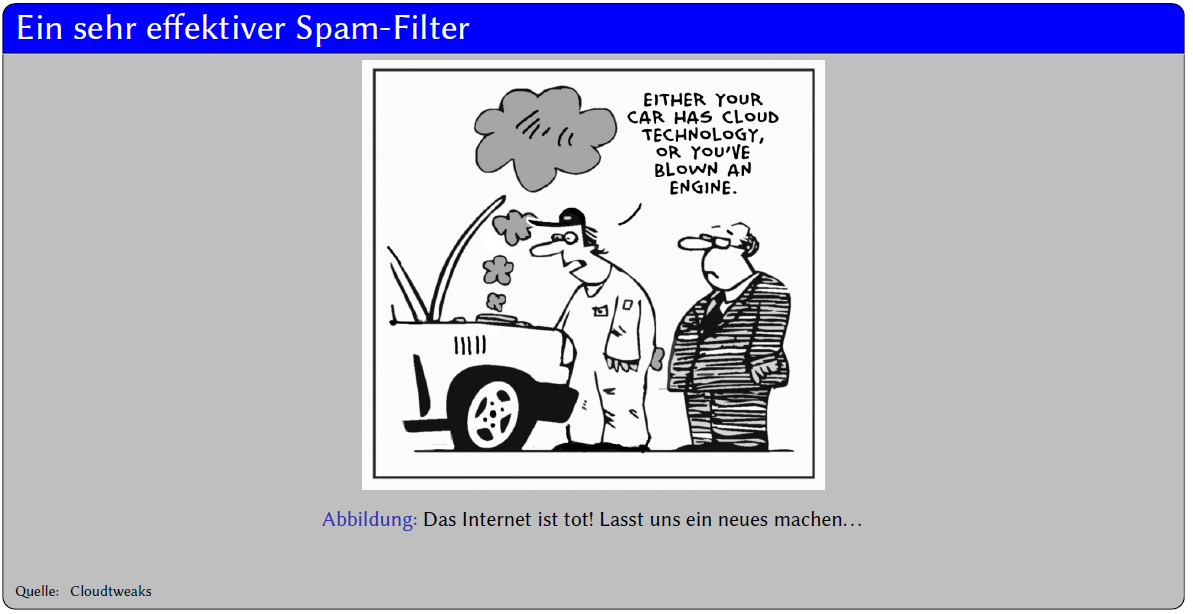 Ein sehr effektiver Spam-Filter
EITHER YOUR
CAR HAS CLOUD
TECHNOLOGY,
OR YOU'VE
BLOWN AN
ENGINE.
Abbildung: Das Internet ist tot! Lasst uns ein neues machen...
Quelle: Cloudtweaks